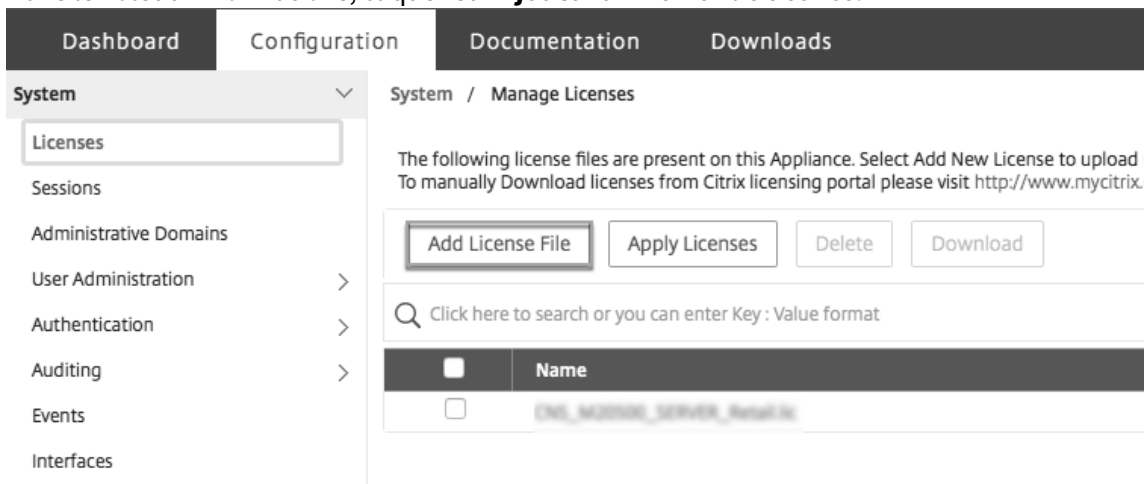 Dashboard
Configuration
Documentation
Downloads
System
Licenses
Sessions
Administrative Domains
User Administration
Authentication
Auditing
Events
Interfaces
System / Manage Licenses
The following license files are present on this Appliance. Select Add New License to upload
To manually Download licenses from Citrix licensing portal please visit http://www.mycitrix.
Add License File
Apply Licenses
Delete
Download
Click here to search or you can enter Key : Value format
Name